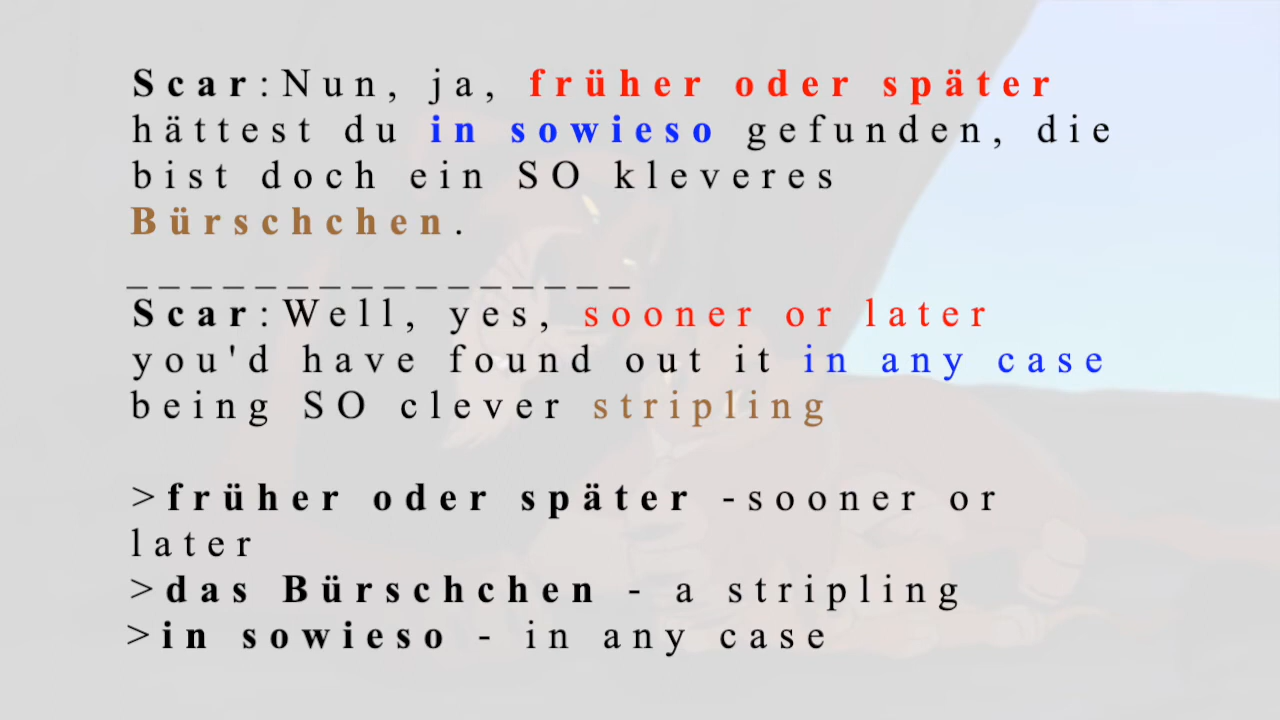 Scar:Nun, ja, früher oder später
hättest du in sowieso gefunden, die
bist doch ein SO kleveres
Bürschchen.
_________________
Scar:Well, yes, sooner or later
you'd have found out it in any case
being SO clever stripling
>früher oder später -sooner or
later
>das Bürschchen - a stripling
>in sowieso - in any case